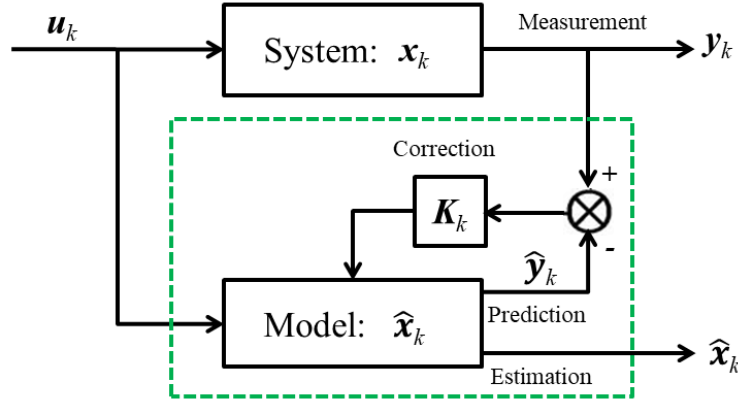 u_k
System: x_k
Measurement
y_k
Correction
+
K_k
-
ŷ_k
Model: x̂_k
Prediction
Estimation
x̂_k